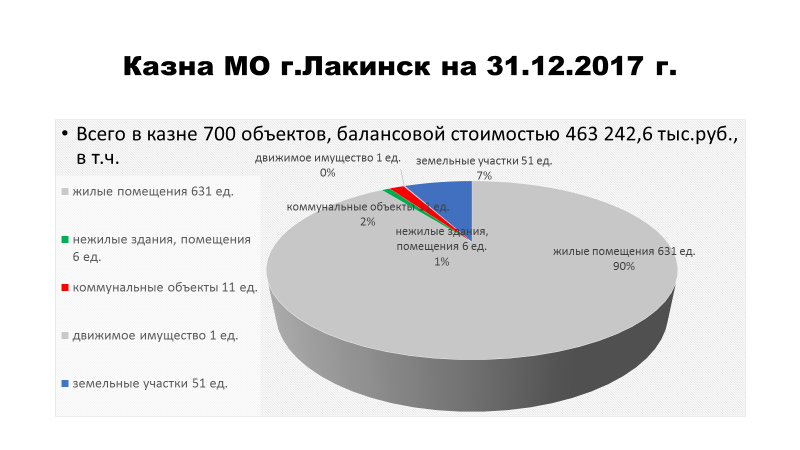 Казна МО г.Лакинск на 31.12.2017 г.
• Всего в казне 700 объектов, балансовой стоимостью 463 242,6 тыс.руб.,
в т.ч.
движимое имущество 1 ед.
0%
земельные участки 51 ед.
7%
коммунальные объекты 11 ед.
2%
нежилые здания,
помещения 6 ед.
1%
жилые помещения 631 ед.
90%
жилые помещения 631 ед.
нежилые здания, помещения
6 ед.
коммунальные объекты 11 ед.
движимое имущество 1 ед.
земельные участки 51 ед.